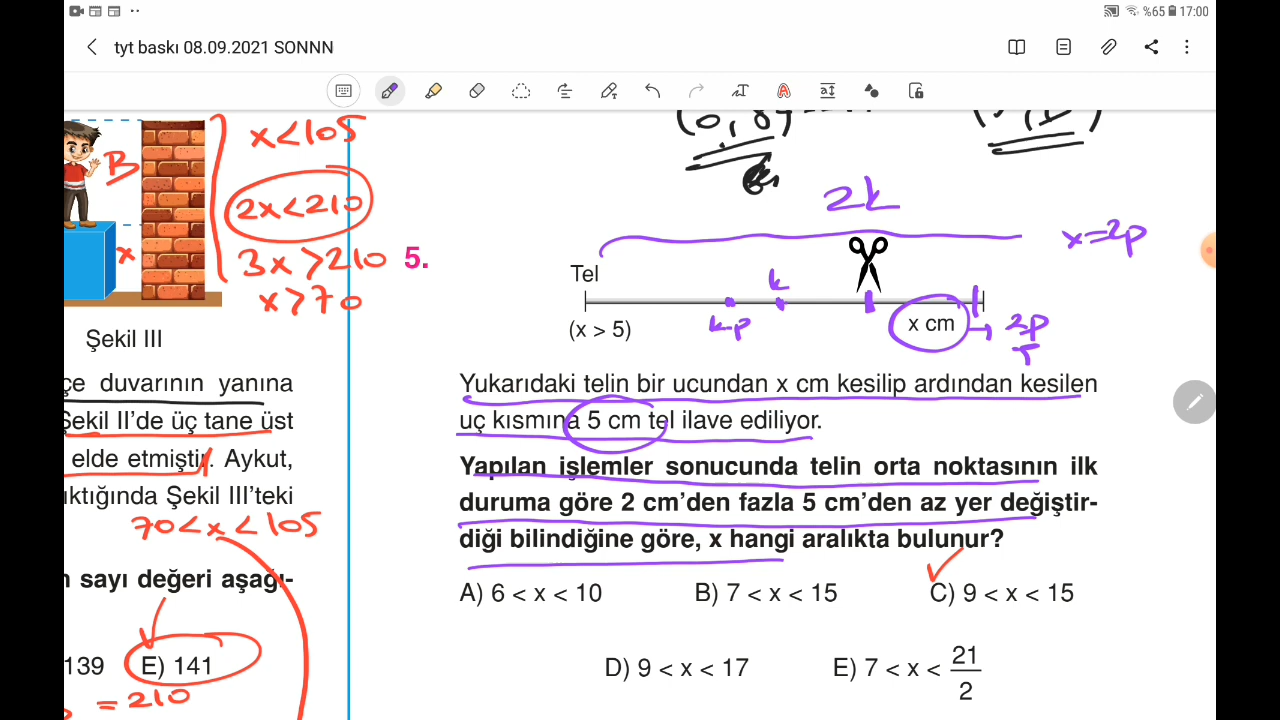 %65 17:00
tyt baskı 08.09.2021 SONNN
x<105
B
2x<210
3x>210
x
x>70
Şekil III
çe duvarının yanına
Şekil II'de üç tane üst
elde etmiştir. Aykut,
ıktığında Şekil III'teki
70<x<105
n sayı değeri aşağı-
139 E) 141
= 210
2k
x=2p
5.
Tel
k
(x > 5)
k-p
x cm
2p
5
Yukarıdaki telin bir ucundan x cm kesilip ardından kesilen
uç kısmına 5 cm tel ilave ediliyor.
Yapılan işlemler sonucunda telin orta noktasının ilk
duruma göre 2 cm'den fazla 5 cm'den az yer değiştir-
diği bilindiğine göre, x hangi aralıkta bulunur?
A) 6 < x < 10 B) 7 < x < 15 C) 9 < x < 15
D) 9 < x < 17 E) 7 < x < 21/2